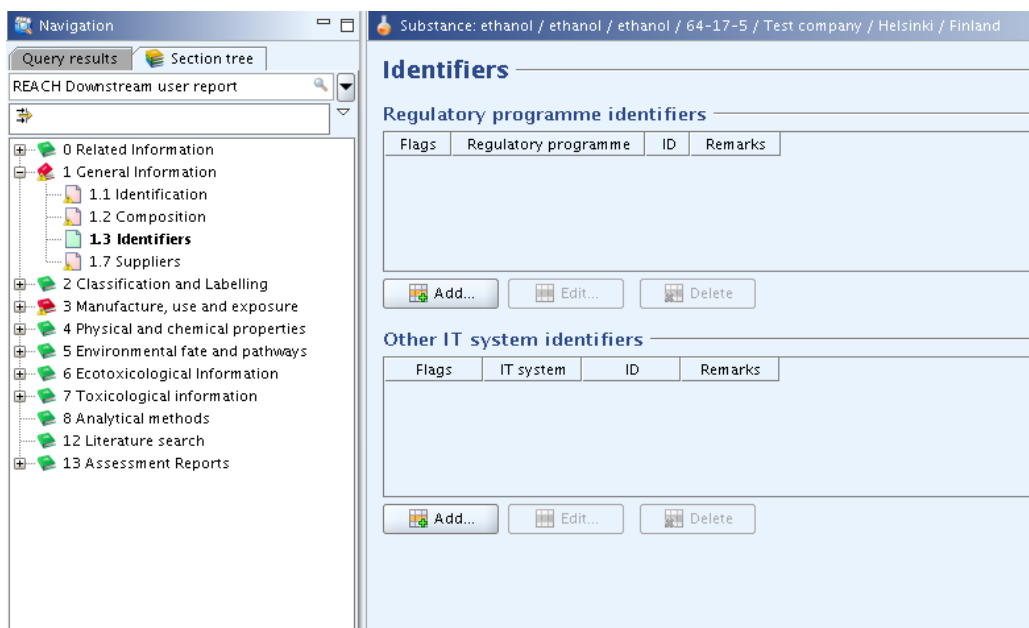 Navigation
Query results Section tree
REACH Downstream user report
0 Related Information
1 General Information
1.1 Identification
1.2 Composition
1.3 Identifiers
1.7 Suppliers
2 Classification and Labelling
3 Manufacture, use and exposure
4 Physical and chemical properties
5 Environmental fate and pathways
6 Ecotoxicological Information
7 Toxicological information
8 Analytical methods
12 Literature search
13 Assessment Reports
Substance: ethanol / ethanol / ethanol / 64-17-5 / Test company / Helsinki / Finland
Identifiers
Regulatory programme identifiers
Flags Regulatory programme ID Remarks
Add... Edit... Delete
Other IT system identifiers
Flags IT system ID Remarks
Add... Edit... Delete